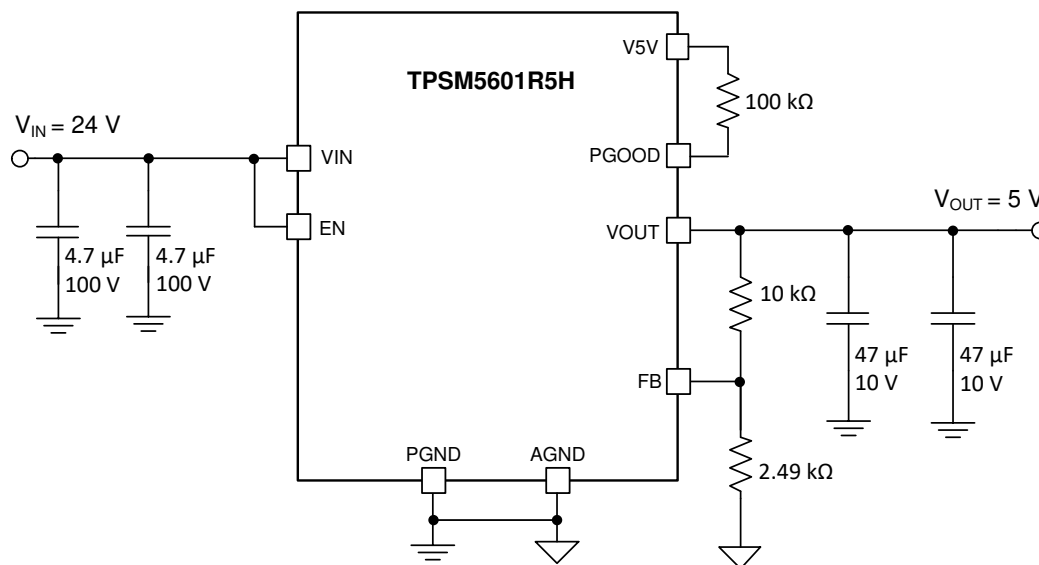 V5V
TPSM5601R5H
100 kΩ
V_IN = 24 V
VIN
PGOOD
V_OUT = 5 V
EN
VOUT
4.7 µF
100 V
4.7 µF
100 V
10 kΩ
47 µF
10 V
47 µF
10 V
FB
PGND
AGND
2.49 kΩ